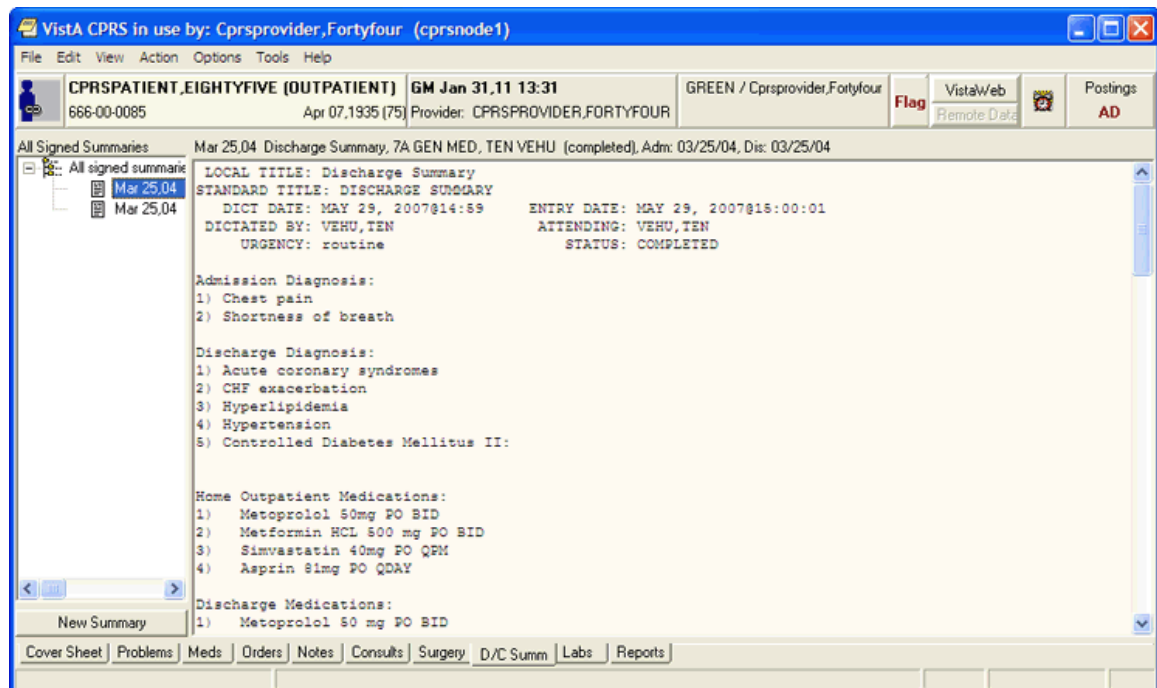 VistA CPRS in use by: Cprsprovider,Fortyfour (cprsnode1)
File Edit View Action Options Tools Help
CPRSPATIENT,EIGHTYFIVE (OUTPATIENT) GM Jan 31,11 13:31 GREEN / Cprsprovider,Fortyfour Flag VistaWeb Postings
666-00-0085 Apr 07,1935 (75) Provider: CPRSPROVIDER,FORTYFOUR Remote Data AD
All Signed Summaries Mar 25,04 Discharge Summary, 7A GEN MED, TEN VEHU (completed), Adm: 03/25/04, Dis: 03/25/04
All signed summarie
Mar 25,04
Mar 25,04
LOCAL TITLE: Discharge Summary
STANDARD TITLE: DISCHARGE SUMMARY
DICT DATE: MAY 29, 2007@14:59 ENTRY DATE: MAY 29, 2007@15:00:01
DICTATED BY: VEHU,TEN ATTENDING: VEHU,TEN
URGENCY: routine STATUS: COMPLETED
Admission Diagnosis:
1) Chest pain
2) Shortness of breath
Discharge Diagnosis:
1) Acute coronary syndromes
2) CHF exacerbation
3) Hyperlipidemia
4) Hypertension
5) Controlled Diabetes Mellitus II:
Home Outpatient Medications:
1) Metoprolol 50mg PO BID
2) Metformin HCL 500 mg PO BID
3) Simvastatin 40mg PO QPM
4) Asprin 81mg PO QDAY
Discharge Medications:
1) Metoprolol 50 mg PO BID
New Summary
Cover Sheet Problems Meds Orders Notes Consults Surgery D/C Summ Labs Reports